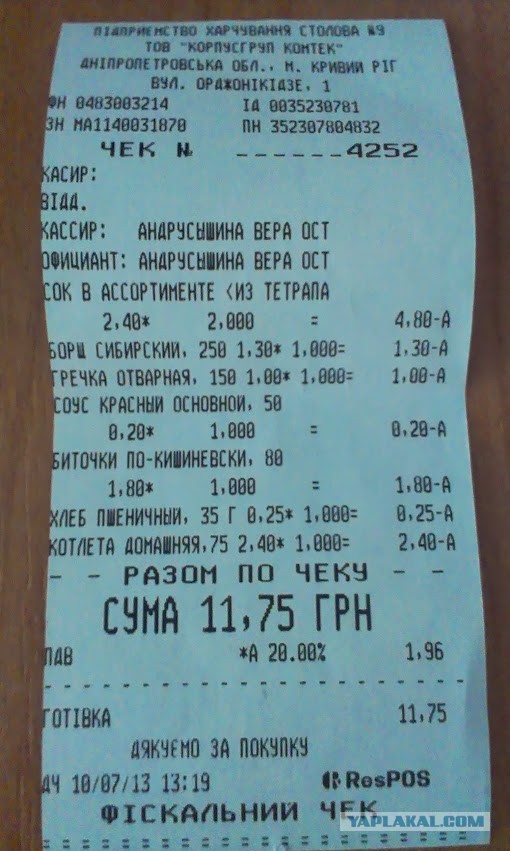 ПІДПРИЄМСТВО ХАРЧУВАННЯ СТОЛОВА №9
ТОВ "КОРПУСГРУП КОМТЕК"
ДНІПРОПЕТРОВСЬКА ОБЛ., М. КРИВИЙ РІГ
ВУЛ. ОРДЖОНІКІДЗЕ, 1
ФН 0483003214 ІД 0035230781
ЗН МА1140031870 ПН 352307804832
ЧЕК № ______4252
КАСИР:
ВІДД.
КАССИР: АНДРУСЫШИНА ВЕРА ОСТ
ОФИЦИАНТ: АНДРУСЫШИНА ВЕРА ОСТ
СОК В АССОРТИМЕНТЕ <ИЗ ТЕТРАПА
2,40* 2,000 = 4,80-А
БОРЩ СИБИРСКИЙ, 250 1,30* 1,000= 1,30-А
ГРЕЧКА ОТВАРНАЯ, 150 1,00* 1,000= 1,00-А
СОУС КРАСНЫЙ ОСНОВНОЙ, 50
0,20* 1,000 = 0,20-А
БИТОЧКИ ПО-КИШИНЕВСКИ, 80
1,80* 1,000 = 1,80-А
ХЛЕБ ПШЕНИЧНЫЙ, 35 Г 0,25* 1,000= 0,25-А
КОТЛЕТА ДОМАШНЯЯ,75 2,40* 1,000= 2,40-А
- - РАЗОМ ПО ЧЕКУ - -
СУМА 11,75 ГРН
ПДВ *А 20.00% 1,96
ГОТІВКА 11,75
ДЯКУЄМО ЗА ПОКУПКУ
ДЧ 10/07/13 13:19 ResPOS
ФІСКАЛЬНИЙ ЧЕК
YAPLAKAL.COM